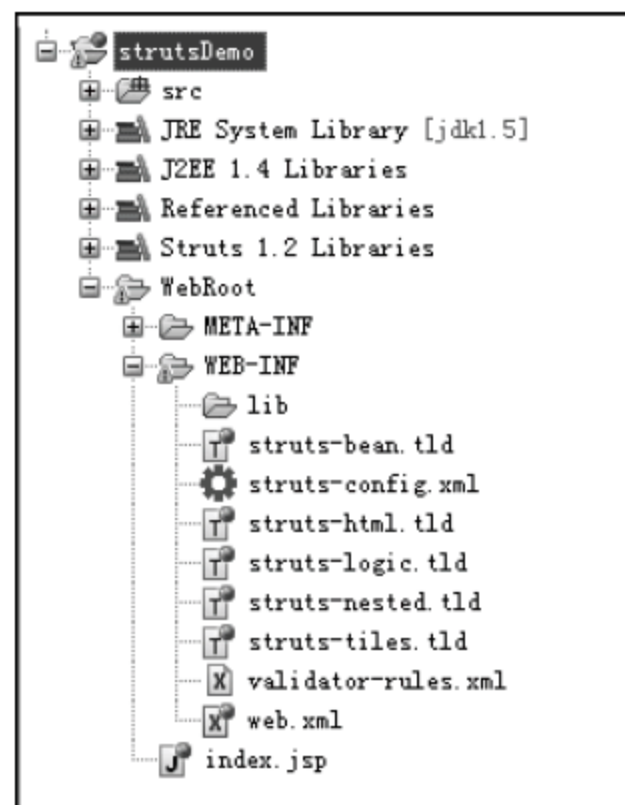 strutsDemo
src
JRE System Library [jdk1.5]
J2EE 1.4 Libraries
Referenced Libraries
Struts 1.2 Libraries
WebRoot
META-INF
WEB-INF
lib
struts-bean.tld
struts-config.xml
struts-html.tld
struts-logic.tld
struts-nested.tld
struts-tiles.tld
validator-rules.xml
web.xml
index.jsp